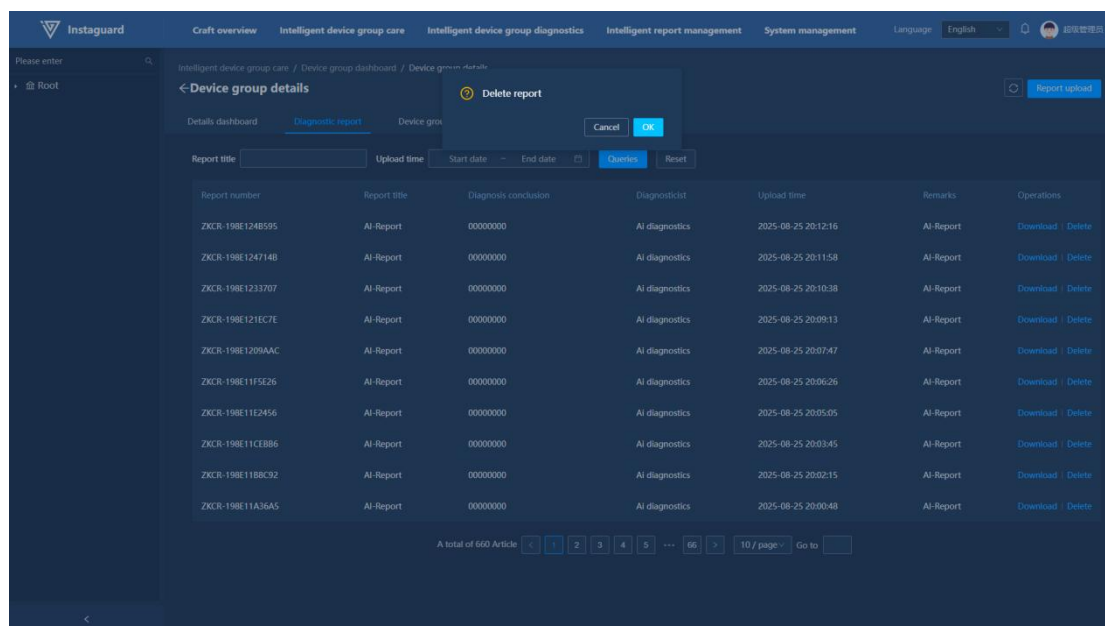 Instaguard Craft overview Intelligent device group care Intelligent device group diagnostics Intelligent report management System management Language English 超级管理员
Please enter
Root
Intelligent device group care / Device group dashboard / Device group details
←Device group details
Report upload
Delete report
Cancel OK
Details dashboard Diagnostic report Device
Report title Upload time Start date ~ End date Queries Reset
Report number Report title Diagnosis conclusion Diagnosticist Upload time Remarks Operations
ZKCR-198E124B595 AI-Report 00000000 Ai diagnostics 2025-08-25 20:12:16 AI-Report Download Delete
ZKCR-198E124714B AI-Report 00000000 Ai diagnostics 2025-08-25 20:11:58 AI-Report Download Delete
ZKCR-198E1233707 AI-Report 00000000 Ai diagnostics 2025-08-25 20:10:38 AI-Report Download Delete
ZKCR-198E121EC7E AI-Report 00000000 Ai diagnostics 2025-08-25 20:09:13 AI-Report Download Delete
ZKCR-198E1209AAC AI-Report 00000000 Ai diagnostics 2025-08-25 20:07:47 AI-Report Download Delete
ZKCR-198E11F5E26 AI-Report 00000000 Ai diagnostics 2025-08-25 20:06:26 AI-Report Download Delete
ZKCR-198E11E2456 AI-Report 00000000 Ai diagnostics 2025-08-25 20:05:05 AI-Report Download Delete
ZKCR-198E11CEBB6 AI-Report 00000000 Ai diagnostics 2025-08-25 20:03:45 AI-Report Download Delete
ZKCR-198E11B8C92 AI-Report 00000000 Ai diagnostics 2025-08-25 20:02:15 AI-Report Download Delete
ZKCR-198E11A36A5 AI-Report 00000000 Ai diagnostics 2025-08-25 20:00:48 AI-Report Download Delete
A total of 660 Article < 1 2 3 4 5 ••• 66 > 10 / page Go to